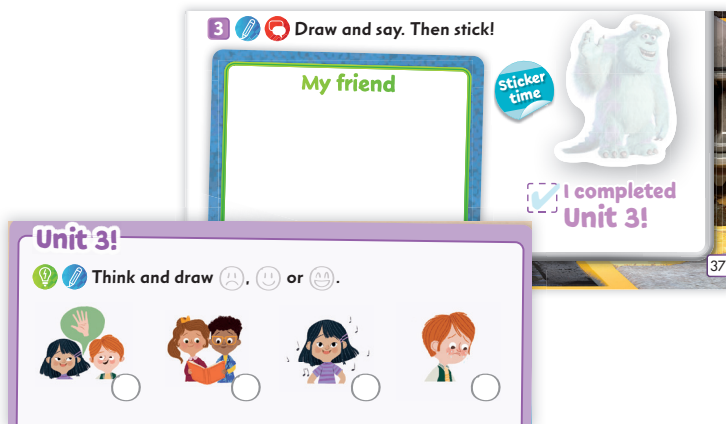 3 Draw and say. Then stick!
My friend
Sticker
time
I completed
Unit 3!
37
Unit 3!
Think and draw , or .